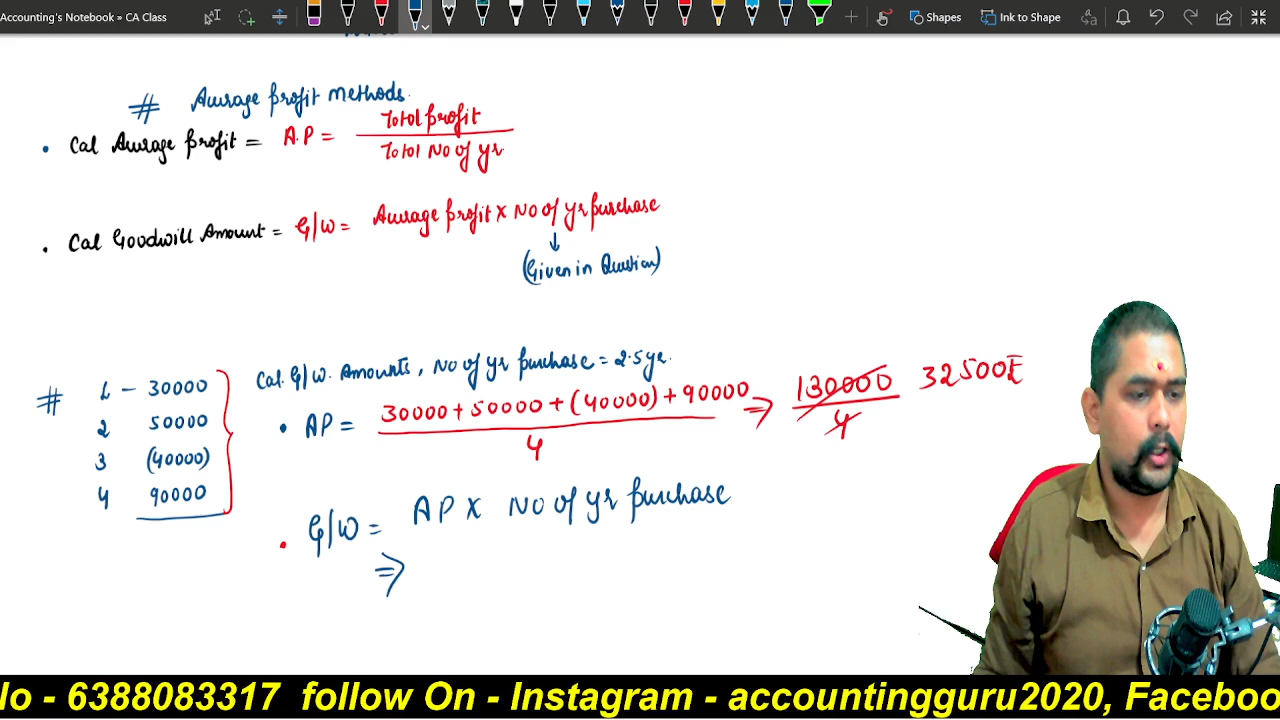 Accounting's Notebook » CA Class
Shapes
Ink to Shape
# Average profit methods.
• Cal Average profit = A.P = Total profit
Total No of yr
• Cal Goodwill Amount = G/W = Average profit x No of yr purchase
↓
(Given in Question)
# 1 - 30000
2 50000
3 (40000)
4 90000
Cal G/W. Amounts, No of yr purchase = 2.5 yr.
• AP = 30000 + 50000 + (40000) + 90000 ⇒ 130000 32500
4 4
• G/W = AP x No of yr purchase
⇒
No - 6388083317 follow On - Instagram - accountingguru2020, Faceboo